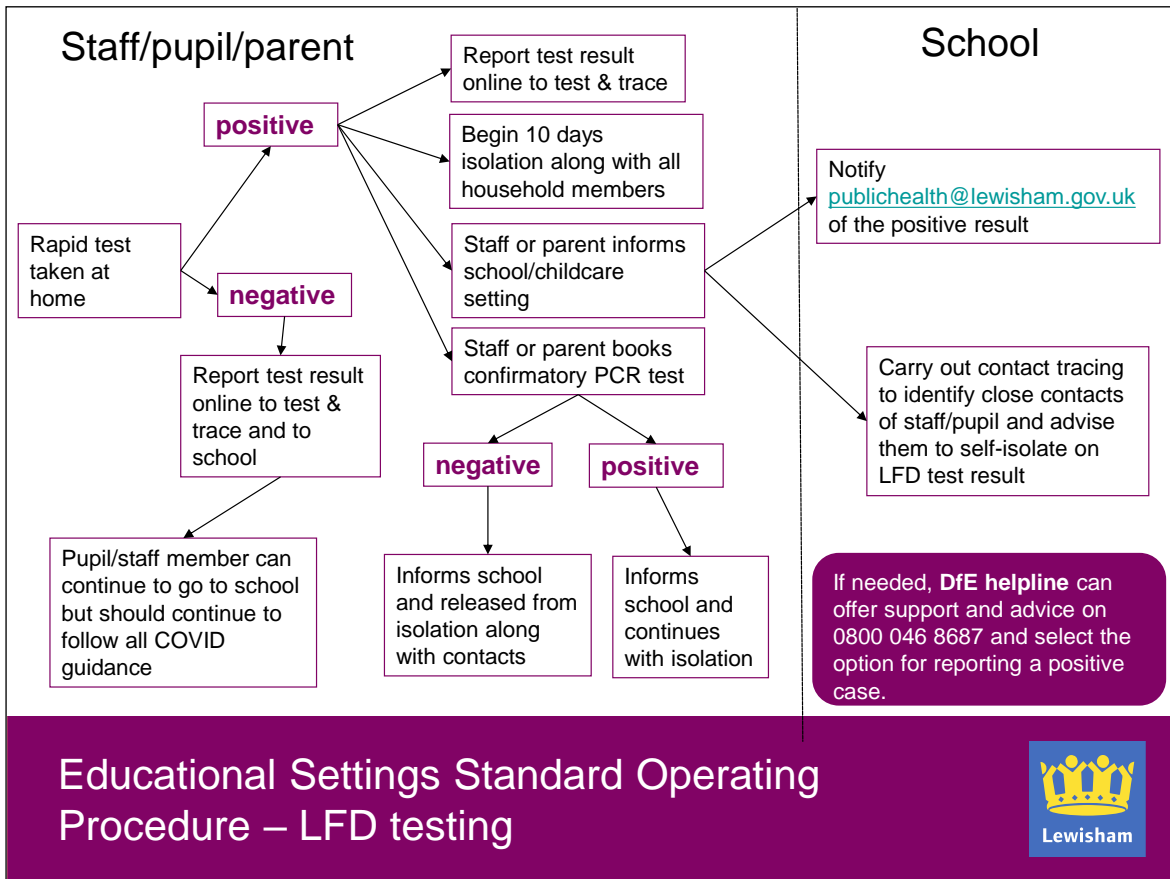 Staff/pupil/parent
School
Report test result
online to test & trace
positive
Begin 10 days
isolation along with all
household members
Notify
publichealth@lewisham.gov.uk
of the positive result
Rapid test
taken at
home
Staff or parent informs
school/childcare
setting
negative
Staff or parent books
confirmatory PCR test
Report test result
online to test &
trace and to
school
Carry out contact tracing
to identify close contacts
of staff/pupil and advise
them to self-isolate on
LFD test result
negative
positive
Pupil/staff member can
continue to go to school
but should continue to
follow all COVID
guidance
Informs school
and released from
isolation along
with contacts
Informs
school and
continues
with isolation
If needed, DfE helpline can
offer support and advice on
0800 046 8687 and select the
option for reporting a positive
case.
Educational Settings Standard Operating
Procedure – LFD testing
Lewisham